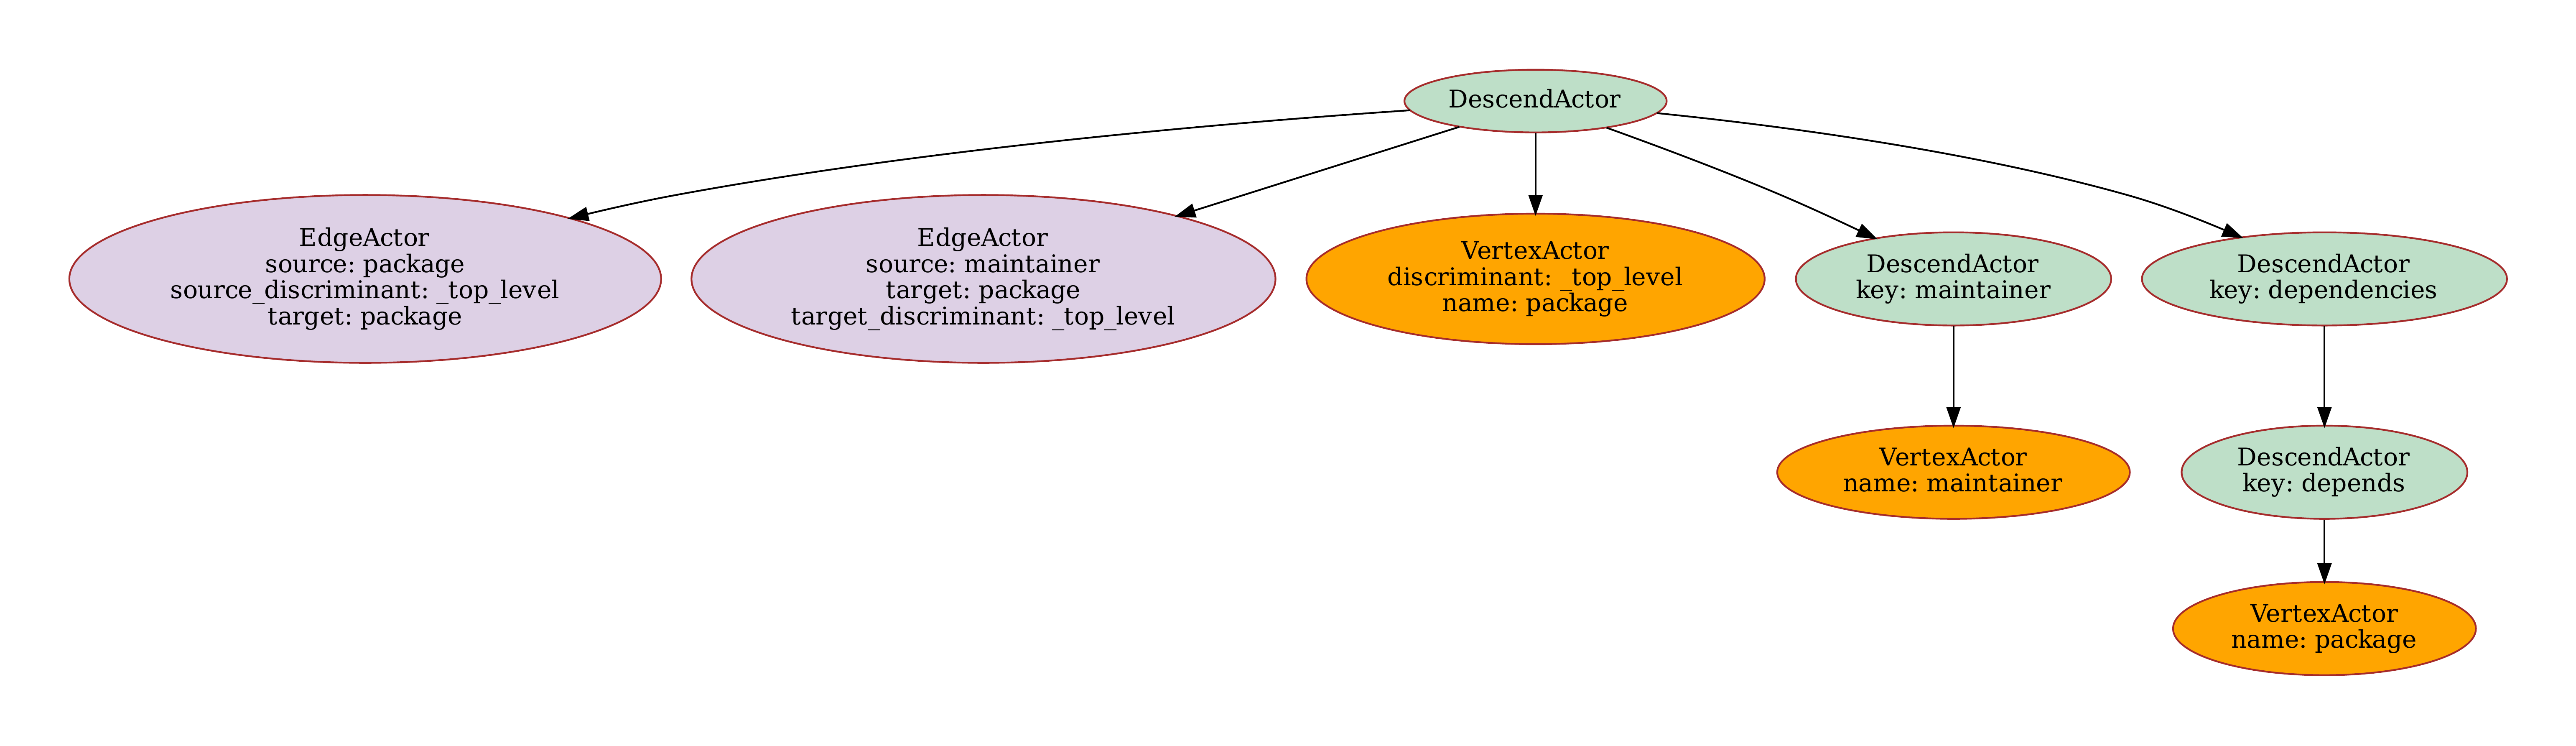 DescendActor
EdgeActor
source: package
source_discriminant: _top_level
target: package
EdgeActor
source: maintainer
target: package
target_discriminant: _top_level
VertexActor
discriminant: _top_level
name: package
DescendActor
key: maintainer
DescendActor
key: dependencies
VertexActor
name: maintainer
DescendActor
key: depends
VertexActor
name: package